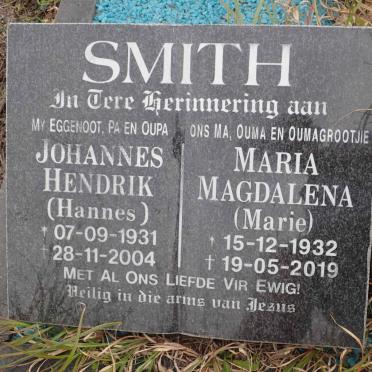 SMITH
In Tere Herinnering aan
MY EGGENOOT, PA EN OUPA
JOHANNES
HENDRIK
(Hannes)
* 07-09-1931
† 28-11-2004
ONS MA, OUMA EN OUMAGROOTJIE
MARIA
MAGDALENA
(Marie)
* 15-12-1932
† 19-05-2019
MET AL ONS LIEFDE VIR EWIG!
Veilig in die arms van Jezus